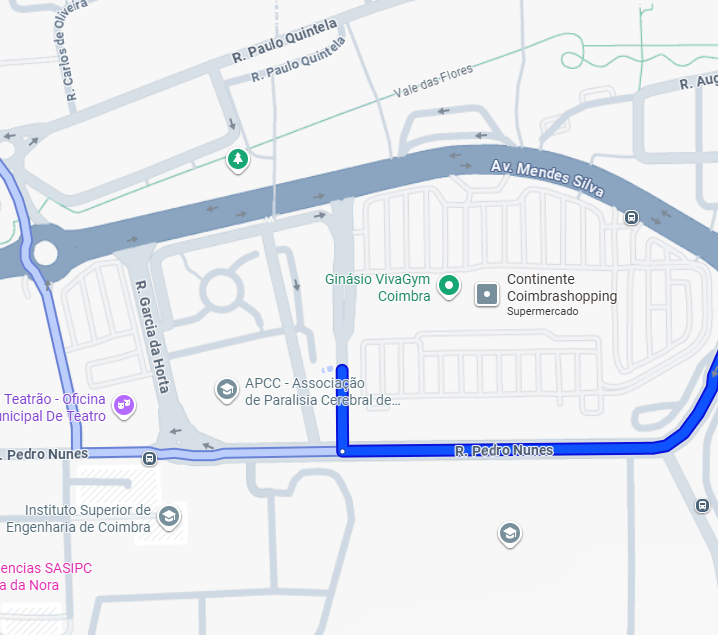 R. Carlos de Oliveira
R. Paulo Quintela
R. Paulo Quintela
Vale das Flores
R. Aug
Av. Mendes Silva
Ginásio VivaGym
Coimbra
Continente
Coimbrashopping
Supermercado
R. Garcia da Horta
Teatrão - Oficina
unicipal De Teatro
APCC - Associação
de Paralisia Cerebral de...
. Pedro Nunes
R. Pedro Nunes
Instituto Superior de
Engenharia de Coimbra
encias SASIPC
a da Nora